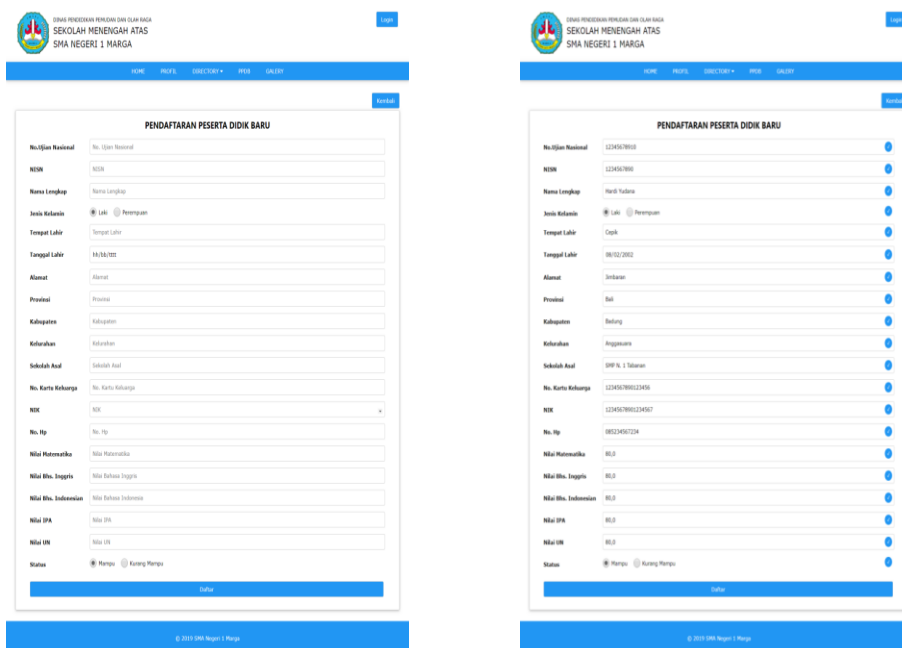 DINAS PENDIDIKAN PEMUDAN DAN OLAH RAGA
SEKOLAH MENENGAH ATAS
SMA NEGERI 1 MARGA
Login
HOME PROFIL DIRECTORY PPDB GALERY
Kembali
PENDAFTARAN PESERTA DIDIK BARU
No.Ujian Nasional No. Ujian Nasional
NISN NISN
Nama Lengkap Nama Lengkap
Jenis Kelamin Laki Perempuan
Tempat Lahir Tempat Lahir
Tanggal Lahir hh/bb/tttt
Alamat Alamat
Provinsi Provinsi
Kabupaten Kabupaten
Kelurahan Kelurahan
Sekolah Asal Sekolah Asal
No. Kartu Keluarga No. Kartu Keluarga
NIK NIK
No. Hp No. Hp
Nilai Matematika Nilai Matematika
Nilai Bhs. Inggris Nilai Bahasa Inggris
Nilai Bhs. Indonesian Nilai Bahasa Indonesia
Nilai IPA Nilai IPA
Nilai UN Nilai UN
Status Mampu Kurang Mampu
Daftar
© 2019 SMA Negeri 1 Marga
DINAS PENDIDIKAN PEMUDAN DAN OLAH RAGA
SEKOLAH MENENGAH ATAS
SMA NEGERI 1 MARGA
Login
HOME PROFIL DIRECTORY PPDB GALERY
Kembali
PENDAFTARAN PESERTA DIDIK BARU
No.Ujian Nasional 12345678910
NISN 1234567890
Nama Lengkap Hardi Yudana
Jenis Kelamin Laki Perempuan
Tempat Lahir Cepik
Tanggal Lahir 08/02/2002
Alamat Jimbaran
Provinsi Bali
Kabupaten Badung
Kelurahan Anggaswara
Sekolah Asal SMP N. 1 Tabanan
No. Kartu Keluarga 1234567890123456
NIK 12345678901234567
No. Hp 085234567234
Nilai Matematika 80,0
Nilai Bhs. Inggris 80,0
Nilai Bhs. Indonesian 80,0
Nilai IPA 80,0
Nilai UN 80,0
Status Mampu Kurang Mampu
Daftar
© 2019 SMA Negeri 1 Marga